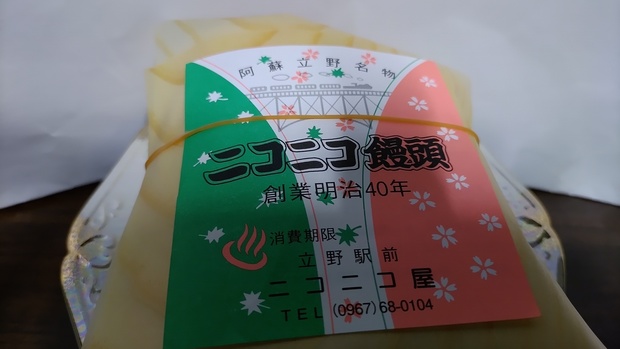 阿蘇立野名物
ニコニコ饅頭
創業明治40年
消費期限
立野駅前
ニコニコ屋
TEL (0967)68-0104